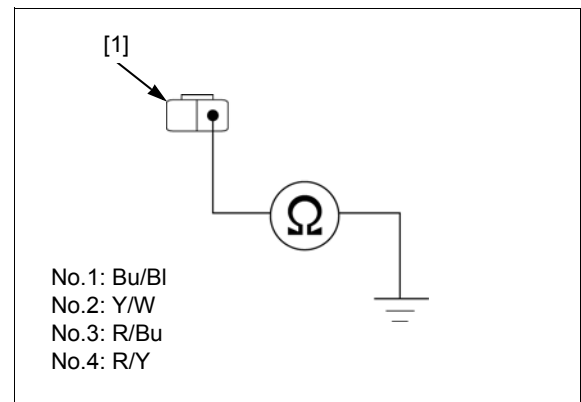 [1]
Ω
No.1: Bu/Bl
No.2: Y/W
No.3: R/Bu
No.4: R/Y